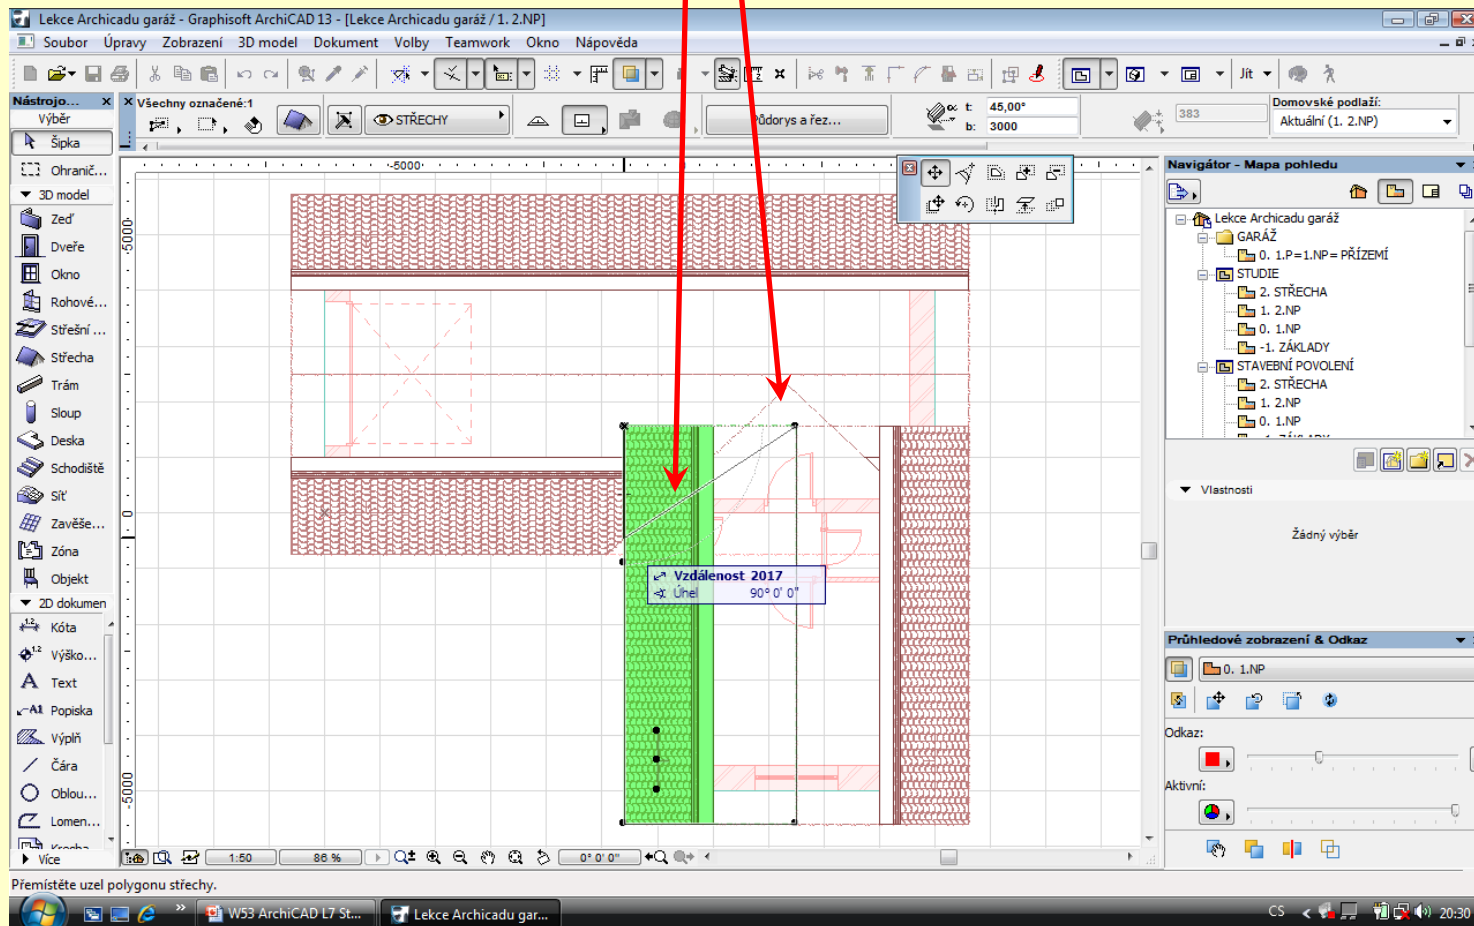 Lekce Archicadu garáž - Graphisoft ArchiCAD 13 - [Lekce Archicadu garáž / 1. 2.NP]
Soubor Úpravy Zobrazení 3D model Dokument Volby Teamwork Okno Nápověda
Jít
Nástrojo...
Výběr
Šipka
Ohranič...
3D model
Zeď
Dveře
Okno
Rohové...
Střešní ...
Střecha
Trám
Sloup
Deska
Schodiště
Síť
Zavěše...
Zóna
Objekt
2D dokumen
Kóta
Výško...
Text
Popiska
Výplň
Čára
Oblou...
Lomen...
Více
Všechny označené:1
STŘECHY
Půdorys a řez...
t: 45,00°
b: 3000
383
Domovské podlaží:
Aktuální (1. 2.NP)
-5000
5000
0
-5000
Vzdálenost 2017
Úhel 90° 0' 0"
Navigátor - Mapa pohledu
Lekce Archicadu garáž
GARÁŽ
0. 1.P=1.NP= PŘÍZEMÍ
STUDIE
2. STŘECHA
1. 2.NP
0. 1.NP
-1. ZÁKLADY
STAVEBNÍ POVOLENÍ
2. STŘECHA
1. 2.NP
0. 1.NP
Vlastnosti
Žádný výběr
Průhledové zobrazení & Odkaz
0. 1.NP
Odkaz:
Aktivní:
1:50
86 %
0° 0' 0"
Přemístěte uzel polygonu střechy.
W53 ArchiCAD L7 St...
Lekce Archicadu gar...
CS
20:30